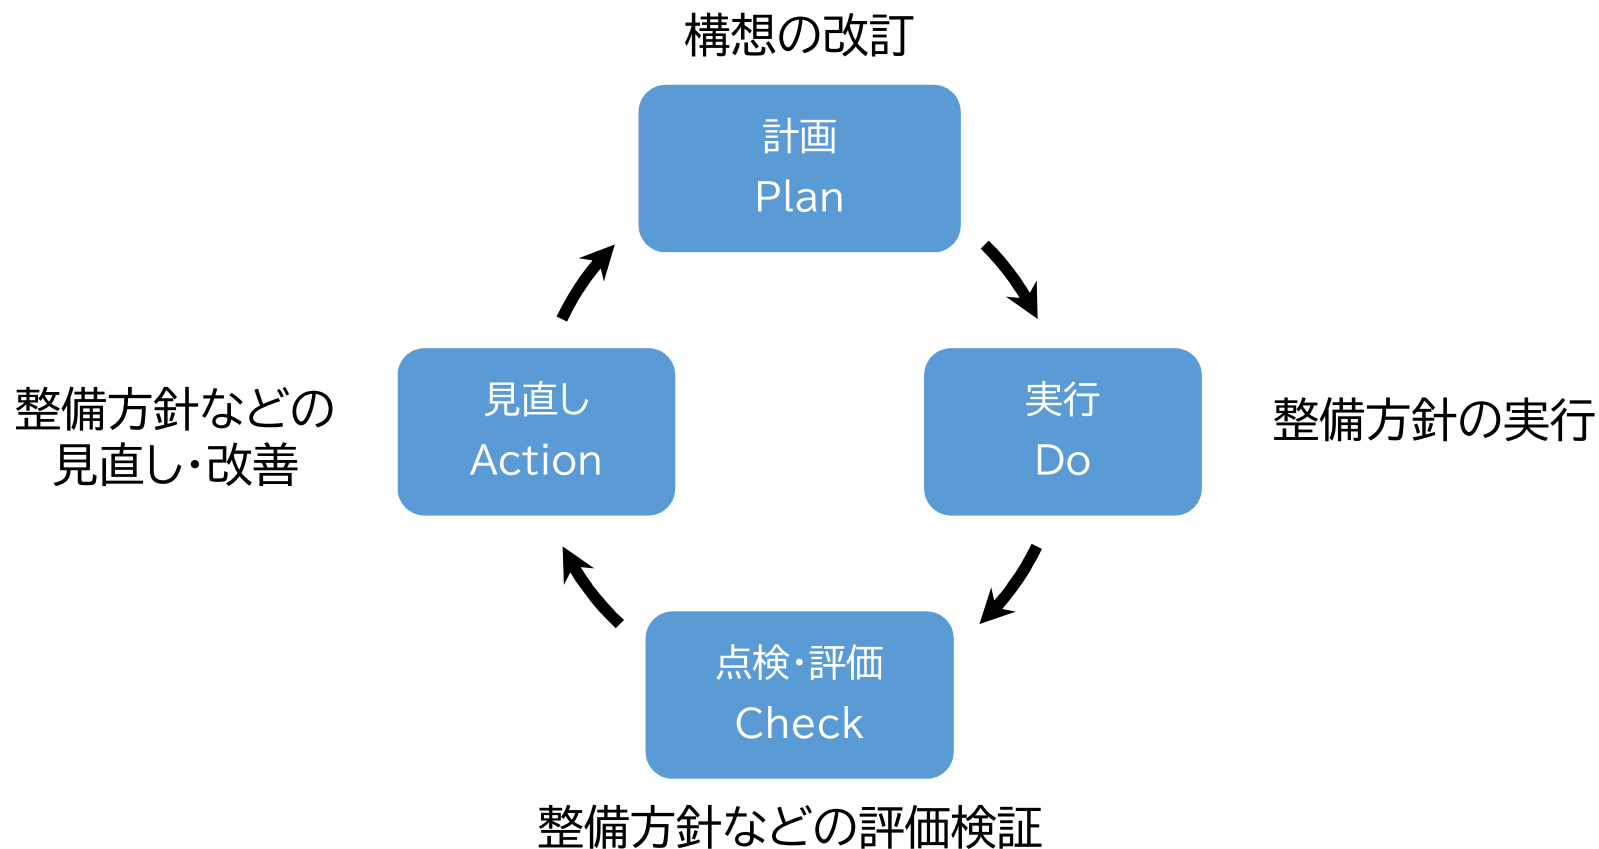 構想の改訂
計画
Plan
整備方針などの
見直し・改善
見直し
Action
実行
Do
整備方針の実行
点検・評価
Check
整備方針などの評価検証